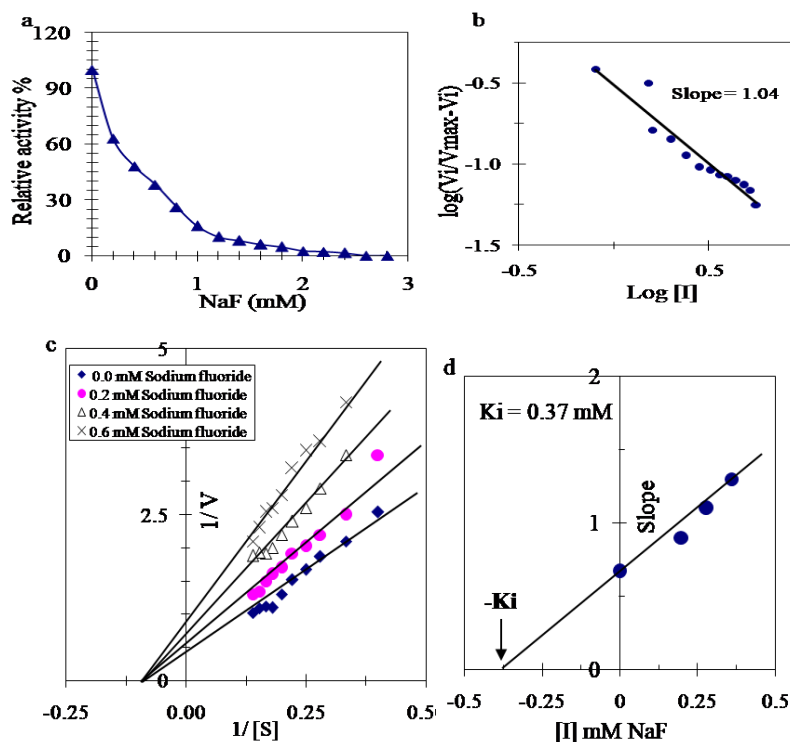 a
120
90
60
30
0
Relative activity %
0
1
2
3
NaF (mM)
b
-0.5
-1.0
-1.5
log(Vi/Vmax-Vi)
Slope = 1.04
-0.5
0.5
Log [I]
c
5
0.0 mM Sodium fluoride
0.2 mM Sodium fluoride
0.4 mM Sodium fluoride
0.6 mM Sodium fluoride
1/ V
2.5
0
-0.25
0.00
0.25
0.5
1/ [S]
d
2
Ki = 0.37 mM
Slope
1
-Ki
0
-0.5
-0.25
0
0.25
0.5
[I] mM NaF